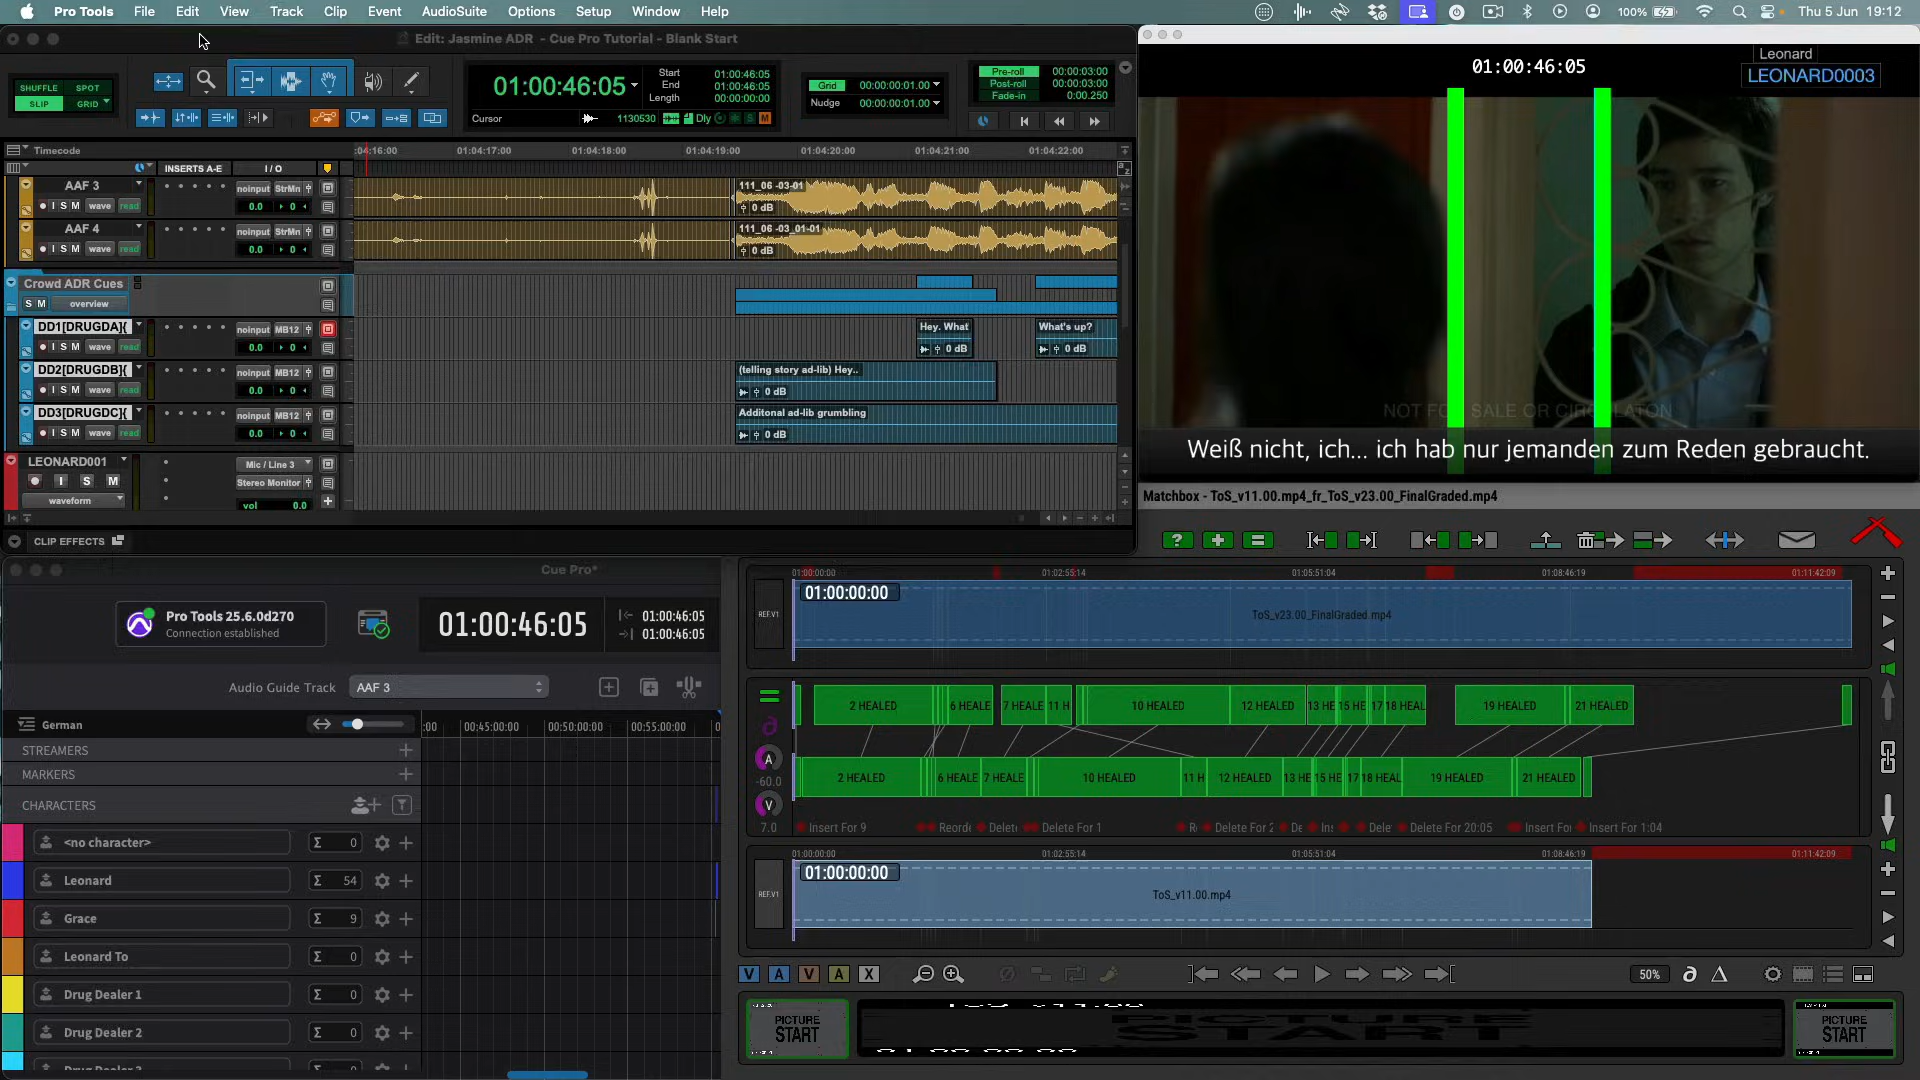 Pro Tools File Edit View Track Clip Event AudioSuite Options Setup Window Help 100% Thu 5 Jun 19:12
Edit: Jasmine ADR - Cue Pro Tutorial - Blank Start
SHUFFLE SPOT
SLIP GRID
01:00:46:05
Start 01:00:46:05
End 01:00:46:05
Length 00:00:00:00
Cursor 1130530 Dly S M
Grid 00:00:00:01.00
Nudge 00:00:00:01.00
Pre-roll 00:00:03:00
Post-roll 00:00:03:00
Fade-in 0:00.250
Timecode :04:16:00 01:04:17:00 01:04:18:00 01:04:19:00 01:04:20:00 01:04:21:00 01:04:22:00
INSERTS A-E I / O
AAF 3 noinput StrMn 111_06 -03-01
I S M wave read 0.0 0 0 dB
AAF 4 noinput StrMn 111_06 -03_01-01
I S M wave read 0.0 0 0 dB
Crowd ADR Cues
S M overview
DD1[DRUGDA]{ noinput MB12 Hey. What What's up?
I S M wave read 0.0 0 0 dB 0 dB
DD2[DRUGDB]{ noinput MB12 (telling story ad-lib) Hey..
I S M wave read 0.0 0 0 dB
DD3[DRUGDC]{ noinput MB12 Additonal ad-lib grumbling
I S M wave read 0.0 0 0 dB
LEONARD001 Mic / Line 3
I S M Stereo Monitor
waveform vol 0.0
CLIP EFFECTS
01:00:46:05
Leonard
LEONARD0003
NOT FOR SALE OR CIRCULATON
Weiß nicht, ich... ich hab nur jemanden zum Reden gebraucht.
Matchbox - ToS_v11.00.mp4_fr_ToS_v23.00_FinalGraded.mp4
Cue Pro*
Pro Tools 25.6.0d270
Connection established
01:00:46:05
01:00:46:05
01:00:46:05
Audio Guide Track AAF 3
German :00 00:45:00:00 00:50:00:00 00:55:00:00 0
STREAMERS
MARKERS
CHARACTERS
<no character> Σ 0
Leonard Σ 54
Grace Σ 9
Leonard To Σ 0
Drug Dealer 1 Σ 0
Drug Dealer 2 Σ 0
01:00:00:00 01:02:55:14 01:05:51:04 01:08:46:19 01:11:42:09
01:00:00:00
REF.V1 ToS_v23.00_FinalGraded.mp4
2 HEALED 6 HEALE 7 HEALE 11 H 10 HEALED 12 HEALED 13 HE 15 HE 17 18 HEAL 19 HEALED 21 HEALED
A
-60.0
2 HEALED 6 HEALE 7 HEALE 10 HEALED 11 H 12 HEALED 13 HE 15 HE 17 18 HEAL 19 HEALED 21 HEALED
V
7.0 Insert For 9 Reorde Delete Delete For 1 R Delete For 2 De Ins Dele Delete For 20:05 Insert Foi Insert For 1:04
01:00:00:00 01:02:55:14 01:05:51:04 01:08:46:19 01:11:42:09
01:00:00:00
REF.V1 ToS_v11.00.mp4
V A V A X 50%
PICTURE START PICTURE START PICTURE START